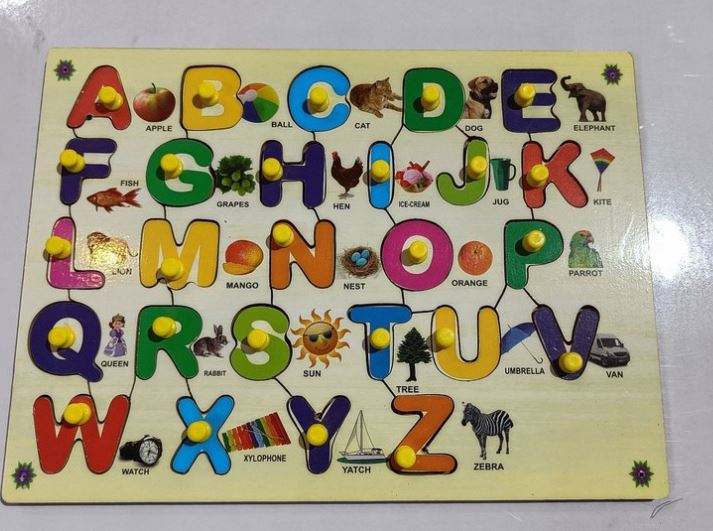 A APPLE B BALL C CAT D DOG E ELEPHANT
F FISH G GRAPES H HEN I ICE-CREAM J JUG K KITE
L LION M MANGO N NEST O ORANGE P PARROT
Q QUEEN R RABBIT S SUN T TREE U UMBRELLA V VAN
W WATCH X XYLOPHONE Y YATCH Z ZEBRA